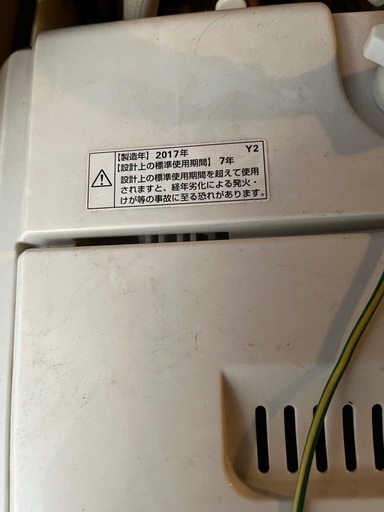 【製造年】2017年 Y2
【設計上の標準使用期間】7年
設計上の標準使用期間を超えて使用
されますと、経年劣化による発火・
けが等の事故に至る恐れがあります。